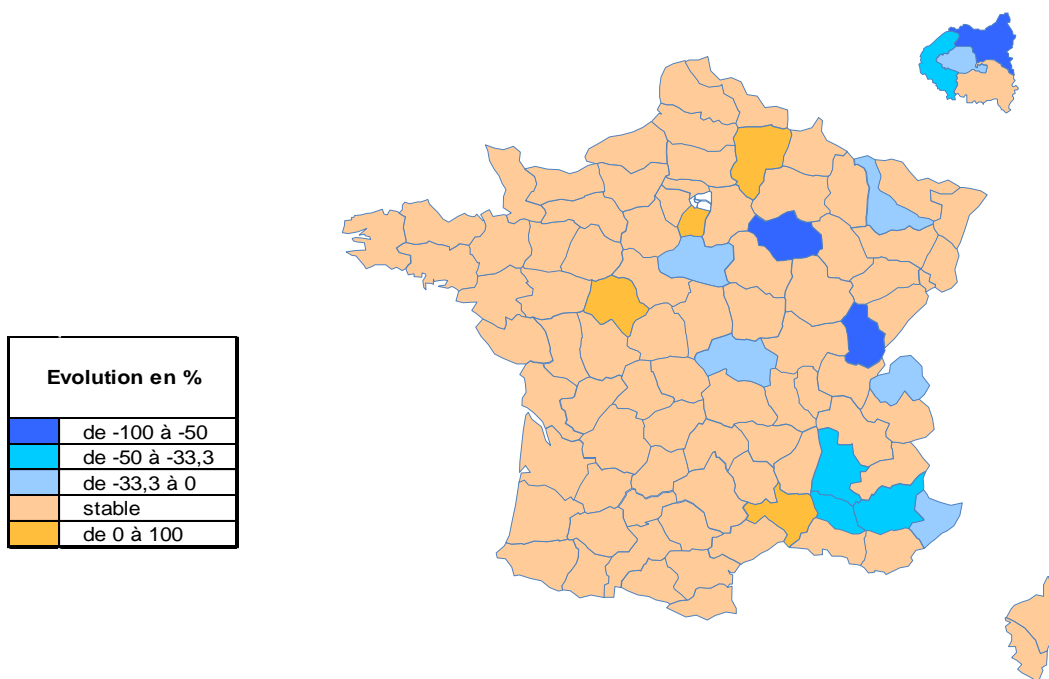 Evolution en %
de -100 à -50
de -50 à -33,3
de -33,3 à 0
stable
de 0 à 100